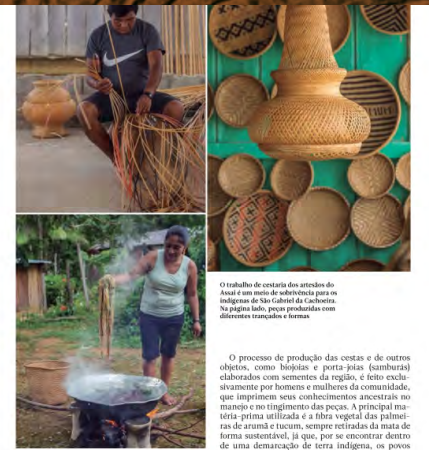 O trabalho de cestaria dos artesãos do
Assaí é um meio de sobrivência para os
indígenas de São Gabriel da Cachoeira.
Na página lado, peças produzidas com
diferentes trançados e formas
O processo de produção das cestas e de outros
objetos, como biojoias e porta-joias (samburás)
elaborados com sementes da região, é feito exclu-
sivamente por homens e mulheres da comunidade,
que imprimem seus conhecimentos ancestrais no
manejo e no tingimento das peças. A principal ma-
téria-prima utilizada é a fibra vegetal das palmei-
ras de arumã e tucum, sempre retiradas da mata de
forma sustentável, já que, por se encontrar dentro
de uma demarcação de terra indígena, os povos